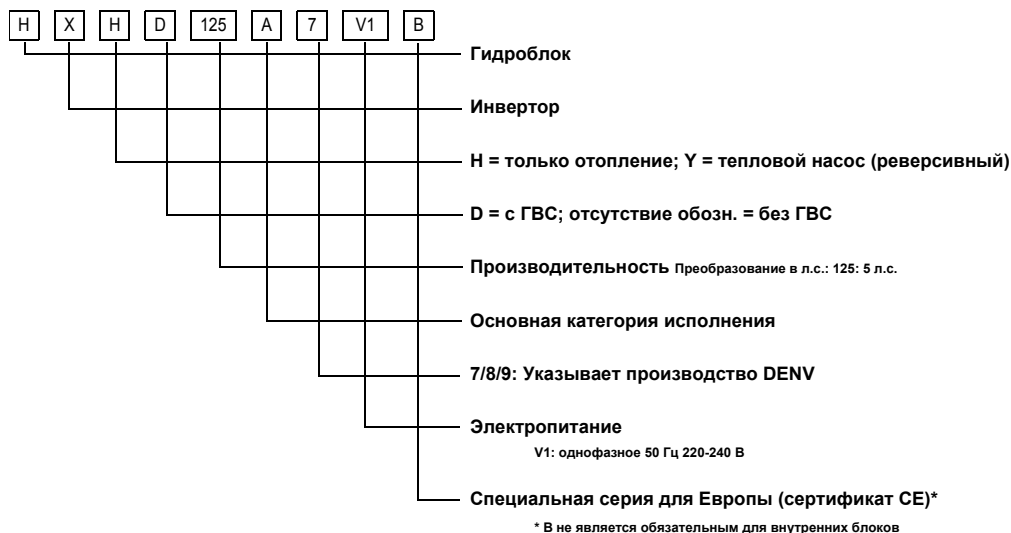 H X H D 125 A 7 V1 B
Гидроблок
Инвертор
H = только отопление; Y = тепловой насос (реверсивный)
D = с ГВС; отсутствие обозн. = без ГВС
Производительность Преобразование в л.с.: 125: 5 л.с.
Основная категория исполнения
7/8/9: Указывает производство DENV
Электропитание
V1: однофазное 50 Гц 220-240 В
Специальная серия для Европы (сертификат CE)*
* В не является обязательным для внутренних блоков